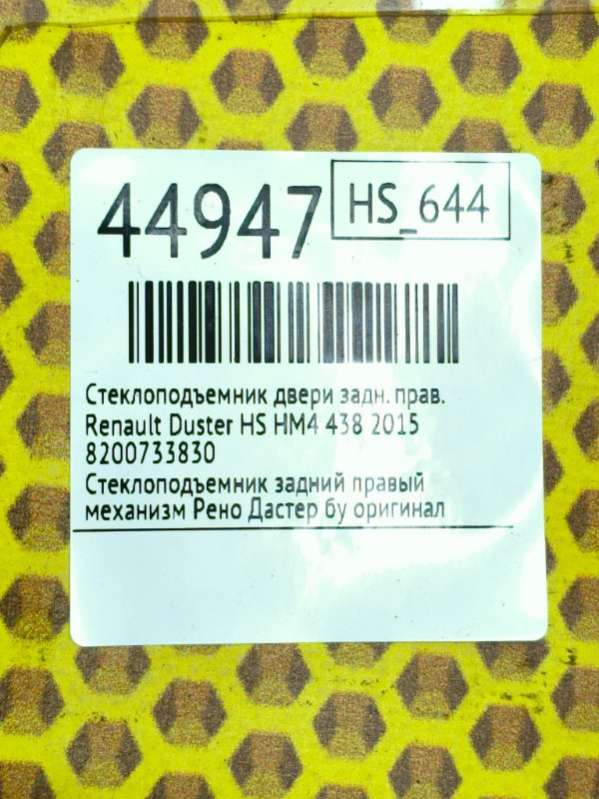 44947
HS_644
Стеклоподъемник двери задн. прав.
Renault Duster HS HM4 438 2015
8200733830
Стеклоподъемник задний правый
механизм Рено Дастер бу оригинал